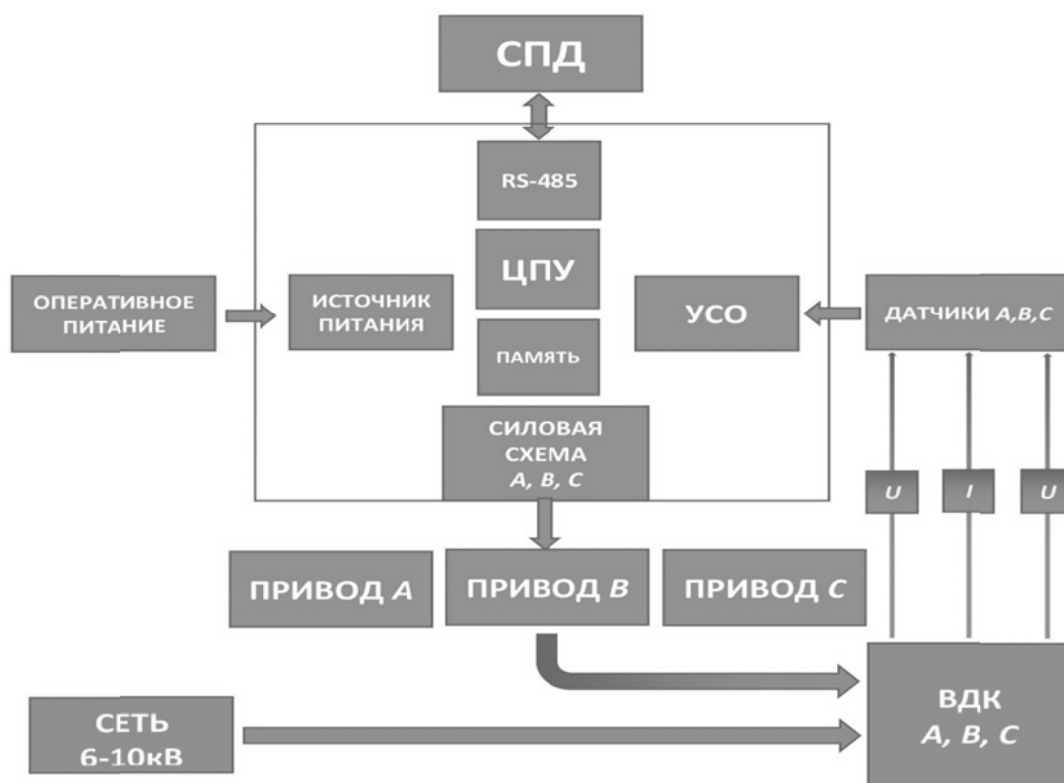 СПД
RS-485
ЦПУ
ОПЕРАТИВНОЕ
ПИТАНИЕ
ИСТОЧНИК
ПИТАНИЯ
УСО
ДАТЧИКИ A,B,C
ПАМЯТЬ
СИЛОВАЯ
СХЕМА
A, B, C
U
I
U
ПРИВОД A
ПРИВОД B
ПРИВОД C
СЕТЬ
6-10кВ
ВДК
A, B, C